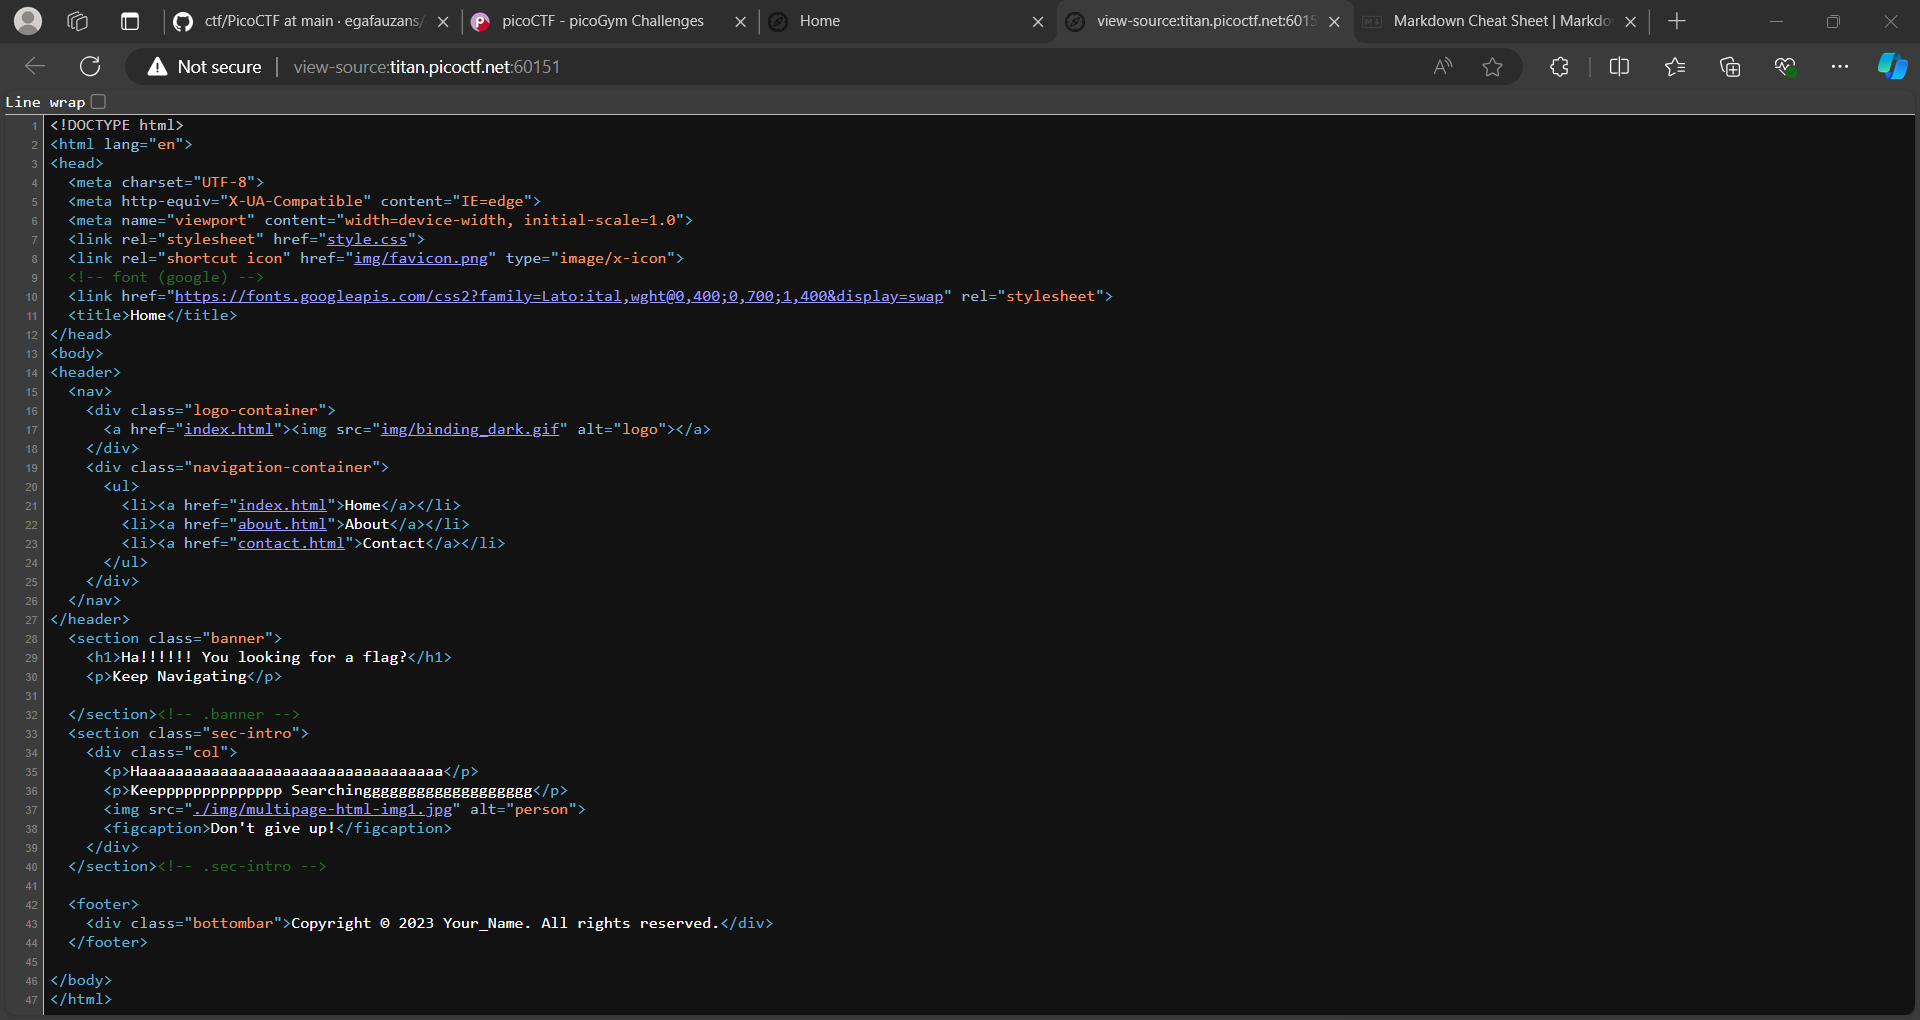 ctf/PicoCTF at main · egafauzans/
picoCTF - picoGym Challenges
Home
view-source:titan.picoctf.net:6015
Markdown Cheat Sheet | Markdo
Not secure
view-source:titan.picoctf.net:60151
Line wrap
1 <!DOCTYPE html>
2 <html lang="en">
3 <head>
4 <meta charset="UTF-8">
5 <meta http-equiv="X-UA-Compatible" content="IE=edge">
6 <meta name="viewport" content="width=device-width, initial-scale=1.0">
7 <link rel="stylesheet" href="style.css">
8 <link rel="shortcut icon" href="img/favicon.png" type="image/x-icon">
9 <!-- font (google) -->
10 <link href="https://fonts.googleapis.com/css2?family=Lato:ital,wght@0,400;0,700;1,400&display=swap" rel="stylesheet">
11 <title>Home</title>
12 </head>
13 <body>
14 <header>
15 <nav>
16 <div class="logo-container">
17 <a href="index.html"><img src="img/binding_dark.gif" alt="logo"></a>
18 </div>
19 <div class="navigation-container">
20 <ul>
21 <li><a href="index.html">Home</a></li>
22 <li><a href="about.html">About</a></li>
23 <li><a href="contact.html">Contact</a></li>
24 </ul>
25 </div>
26 </nav>
27 </header>
28 <section class="banner">
29 <h1>Ha!!!!!! You looking for a flag?</h1>
30 <p>Keep Navigating</p>
31
32 </section><!-- .banner -->
33 <section class="sec-intro">
34 <div class="col">
35 <p>Haaaaaaaaaaaaaaaaaaaaaaaaaaaaaaaaaa</p>
36 <p>Keepppppppppppppp Searchinggggggggggggggggggg</p>
37 <img src="./img/multipage-html-img1.jpg" alt="person">
38 <figcaption>Don't give up!</figcaption>
39 </div>
40 </section><!-- .sec-intro -->
41
42 <footer>
43 <div class="bottombar">Copyright © 2023 Your_Name. All rights reserved.</div>
44 </footer>
45
46 </body>
47 </html>